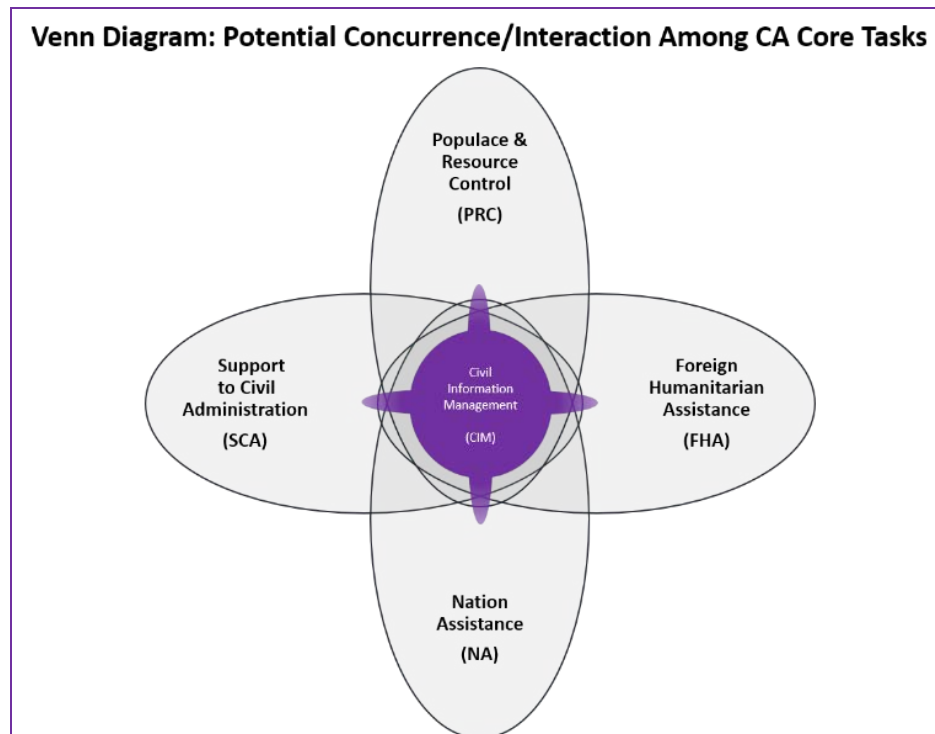 Venn Diagram: Potential Concurrence/Interaction Among CA Core Tasks
Populace &
Resource
Control
(PRC)
Support
to Civil
Administration
(SCA)
Civil
Information
Management
(CIM)
Foreign
Humanitarian
Assistance
(FHA)
Nation
Assistance
(NA)